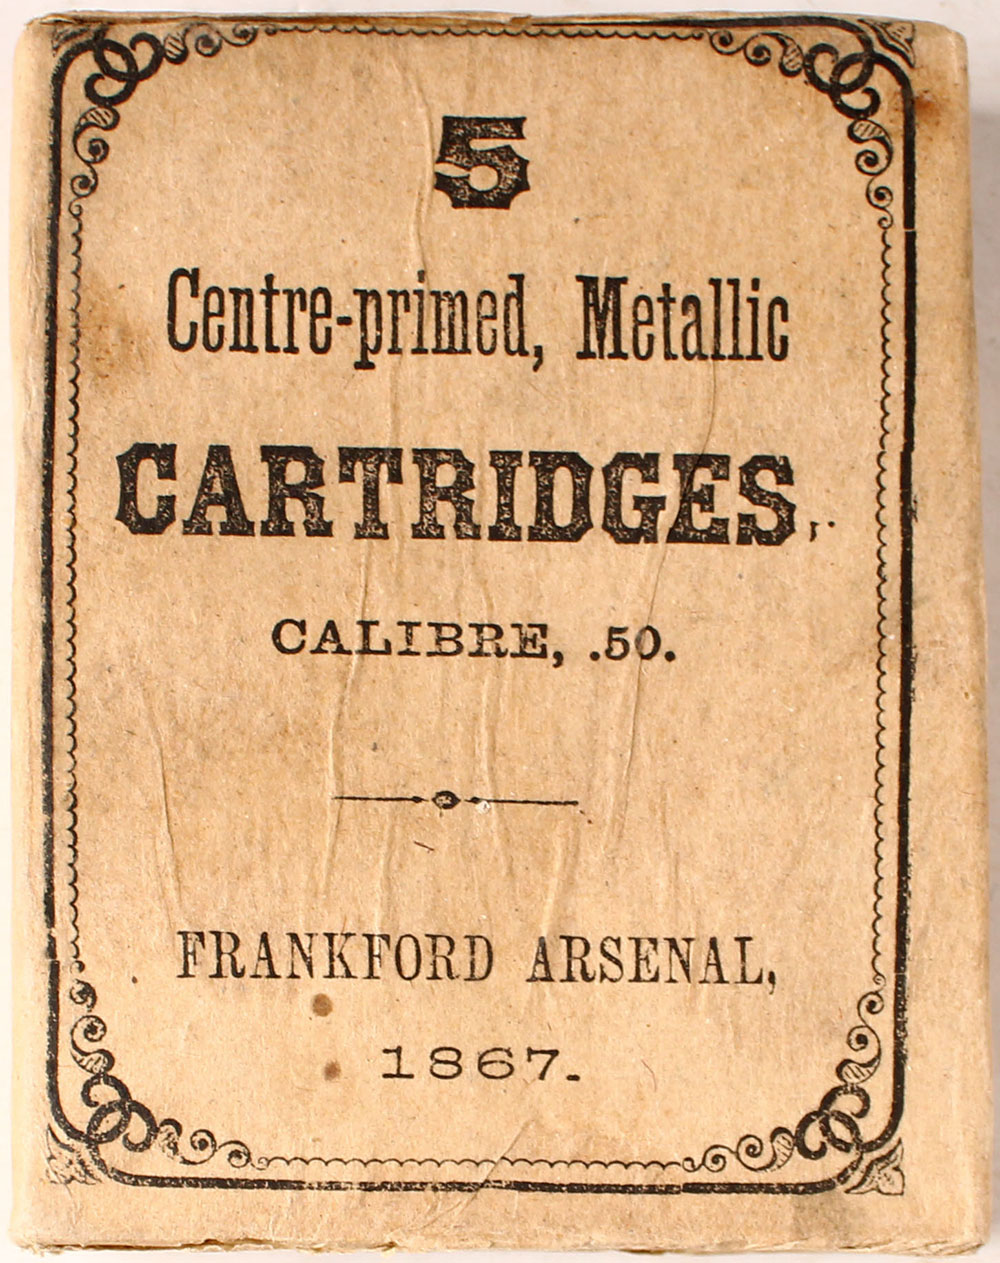 5
Centre-primed, Metallic
CARTRIDGES,
CALIBRE, .50.
FRANKFORD ARSENAL,
1867.